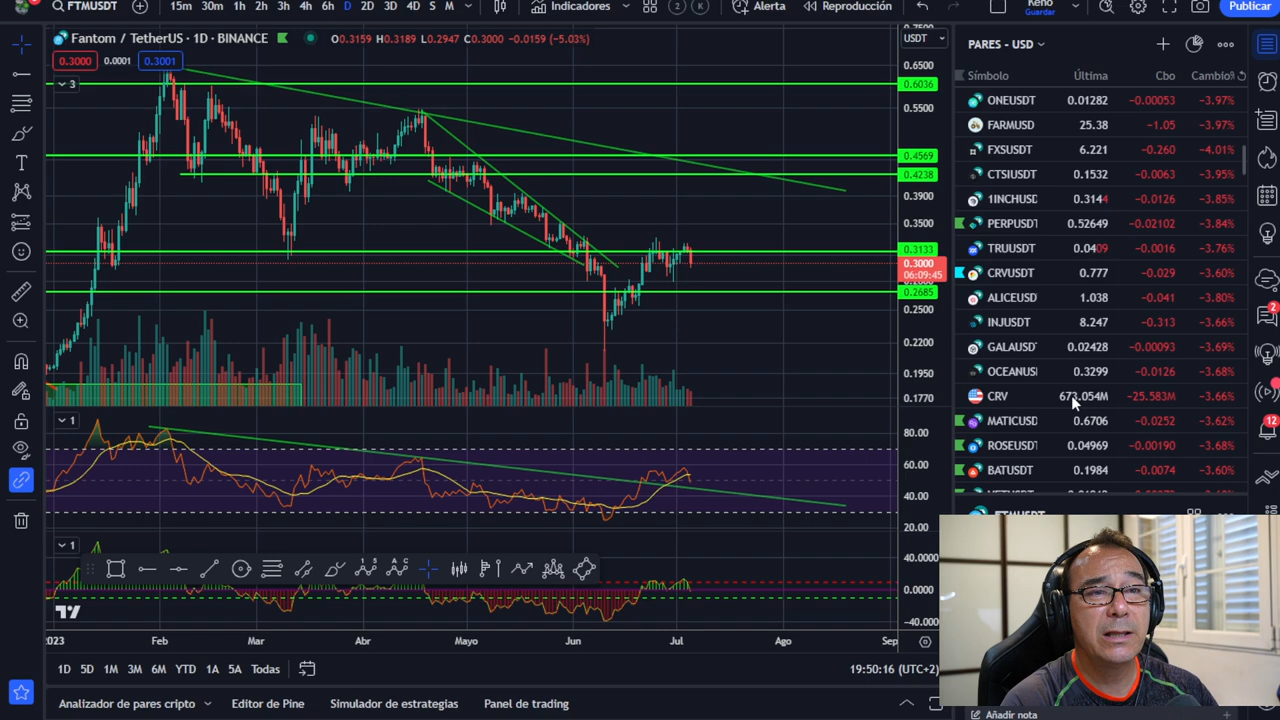 FTMUSDT
15m 30m 1h 2h 3h 4h 6h D 2D 3D 4D S M
Indicadores
2 K
Alerta
Reproducción
Keno
Guardar
Publicar
Fantom / TetherUS · 1D · BINANCE O0.3159 H0.3189 L0.2947 C0.3000 −0.0159 (−5.03%)
0.3000 0.0001 0.3001
3
USDT
0.6500
0.6036
0.5500
0.4569
0.4238
0.3900
0.3500
0.3133
0.3000
06:09:45
0.2685
0.2500
0.2200
0.1950
0.1770
1
80.00
60.00
40.00
20.00
1
40.0000
0.0000
−40.0000
2023 Feb Mar Abr Mayo Jun Jul Ago Sep
1D 5D 1M 3M 6M YTD 1A 5A Todas
19:50:16 (UTC+2)
Analizador de pares cripto Editor de Pine Simulador de estrategias Panel de trading
PARES - USD
Símbolo Última Cbo Cambio%
ONEUSDT 0.01282 −0.00053 −3.97%
FARMUSD 25.38 −1.05 −3.97%
FXSUSDT 6.221 −0.260 −4.01%
CTSIUSDT 0.1532 −0.0063 −3.95%
1INCHUSD 0.3144 −0.0126 −3.85%
PERPUSDT 0.52649 −0.02102 −3.84%
TRUUSDT 0.0409 −0.0016 −3.76%
CRVUSDT 0.777 −0.029 −3.60%
ALICEUSD 1.038 −0.041 −3.80%
INJUSDT 8.247 −0.313 −3.66%
GALAUSD 0.02428 −0.00093 −3.69%
OCEANUS 0.3299 −0.0126 −3.68%
CRV 673.054M −25.583M −3.66%
MATICUSD 0.6706 −0.0252 −3.62%
ROSEUSDT 0.04969 −0.00190 −3.68%
BATUSDT 0.1984 −0.0074 −3.60%
FTMUSDT
2
12
Añadir nota